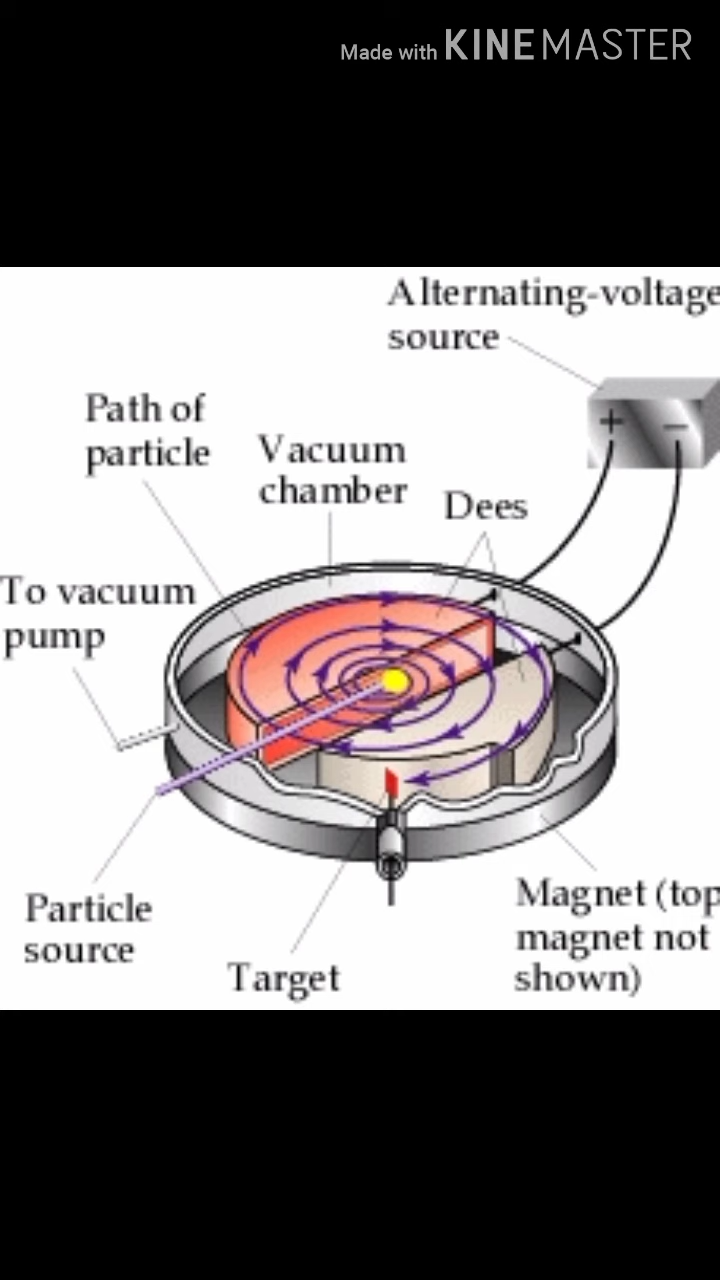 Made with KINEMASTER
Alternating-voltage
source
+ −
Path of
particle
Vacuum
chamber
Dees
To vacuum
pump
Particle
source
Target
Magnet (top
magnet not
shown)